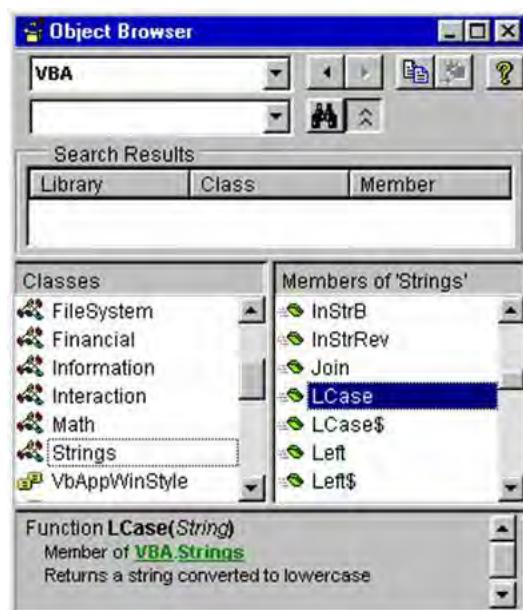 Object Browser
VBA
Search Results
Library Class Member
Classes
FileSystem
Financial
Information
Interaction
Math
Strings
VbAppWinStyle
Members of 'Strings'
InStrB
InStrRev
Join
LCase
LCase$
Left
Left$
Function LCase(String)
Member of VBA.Strings
Returns a string converted to lowercase